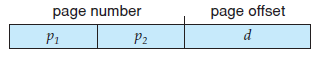 page number page offset
p1 p2 d